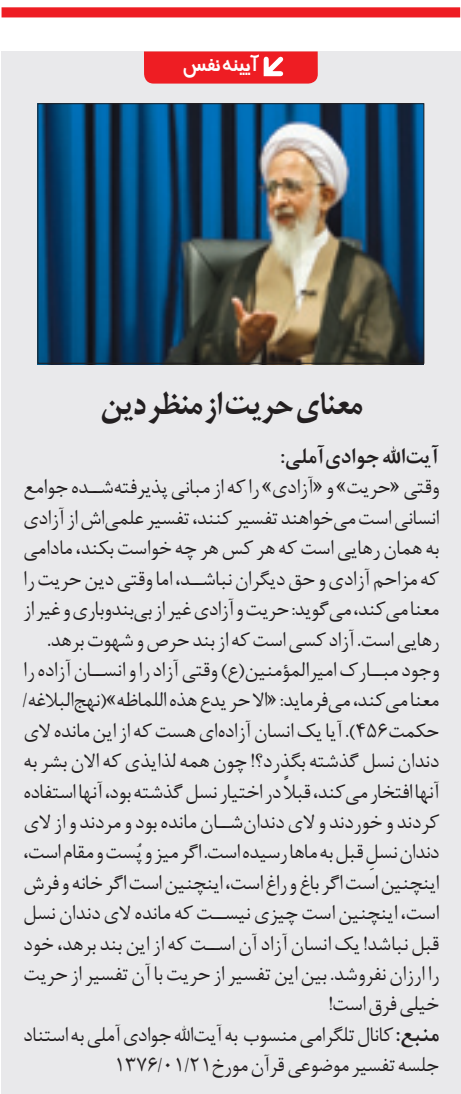 آیینه نفس
معنای حریت از منظر دین
آیت‌الله جوادی آملی:
وقتی «حریت» و «آزادی» را که از مبانی پذیرفته‌شده جوامع
انسانی است می‌خواهند تفسیر کنند، تفسیر علمی‌اش از آزادی
به همان رهایی است که هر کس هر چه خواست بکند، مادامی
که مزاحم آزادی و حق دیگران نباشد، اما وقتی دین حریت را
معنا می‌کند، می‌گوید: حریت و آزادی غیر از بی‌بندوباری و غیر از
رهایی است. آزاد کسی است که از بند حرص و شهوت برهد.
وجود مبارک امیرالمؤمنین(ع) وقتی آزاد را و انسان آزاده را
معنا می‌کند، می‌فرماید: «الا حر یدع هذه اللماظه»(نهج‌البلاغه/
حکمت۴۵۶). آیا یک انسان آزاده‌ای هست که از این مانده لای
دندان نسل گذشته بگذرد؟! چون همه لذایذی که الان بشر به
آنها افتخار می‌کند، قبلاً در اختیار نسل گذشته بود، آنها استفاده
کردند و خوردند و لای دندان‌شان مانده بود و مردند و از لای
دندان نسلِ قبل به ماها رسیده است. اگر میز و پُست و مقام است،
اینچنین است اگر باغ و راغ است، اینچنین است اگر خانه و فرش
است، اینچنین است چیزی نیست که مانده لای دندان نسل
قبل نباشد! یک انسان آزاد آن است که از این بند برهد، خود
را ارزان نفروشد. بین این تفسیر از حریت با آن تفسیر از حریت
خیلی فرق است!
منبع: کانال تلگرامی منسوب به آیت‌الله جوادی آملی به استناد
جلسه تفسیر موضوعی قرآن مورخ ۱۳۷۶/۰۱/۲۱